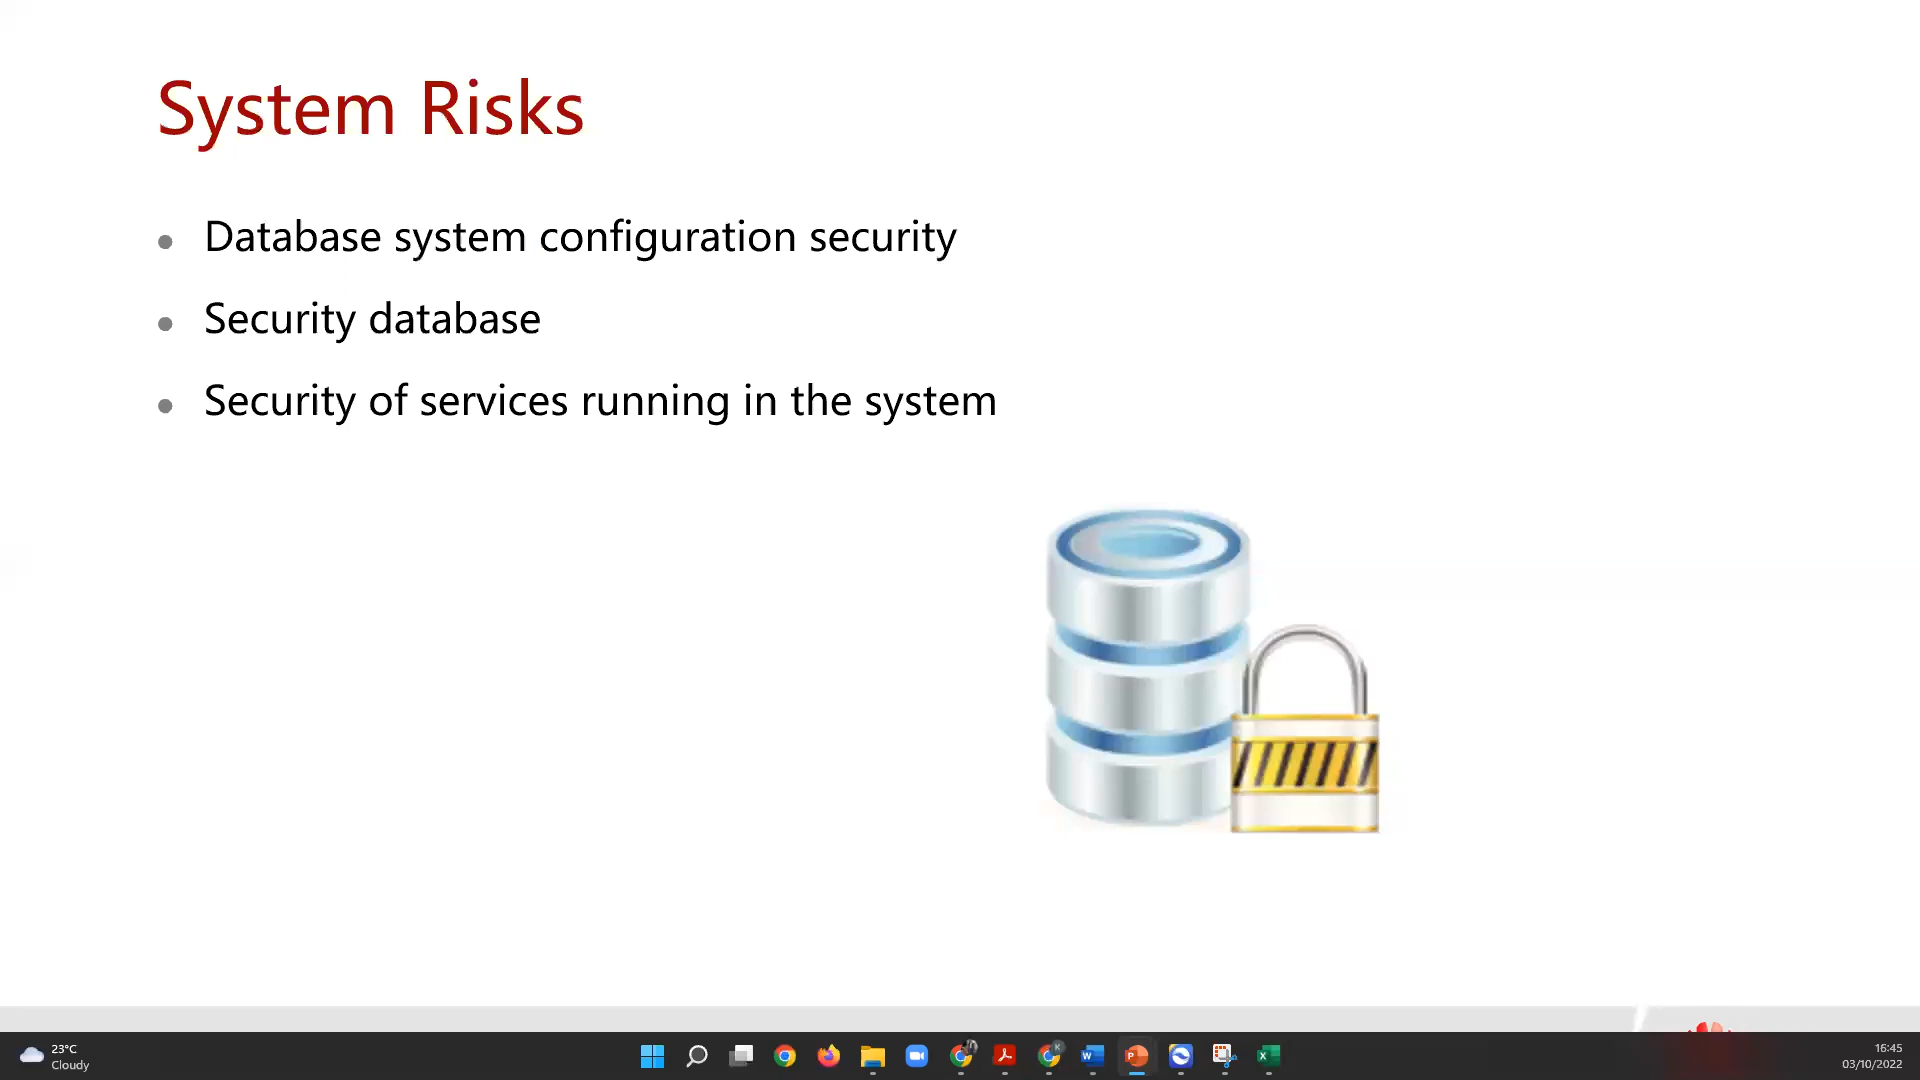 System Risks
Database system configuration security
Security database
Security of services running in the system
23°C
Cloudy
16:45
03/10/2022